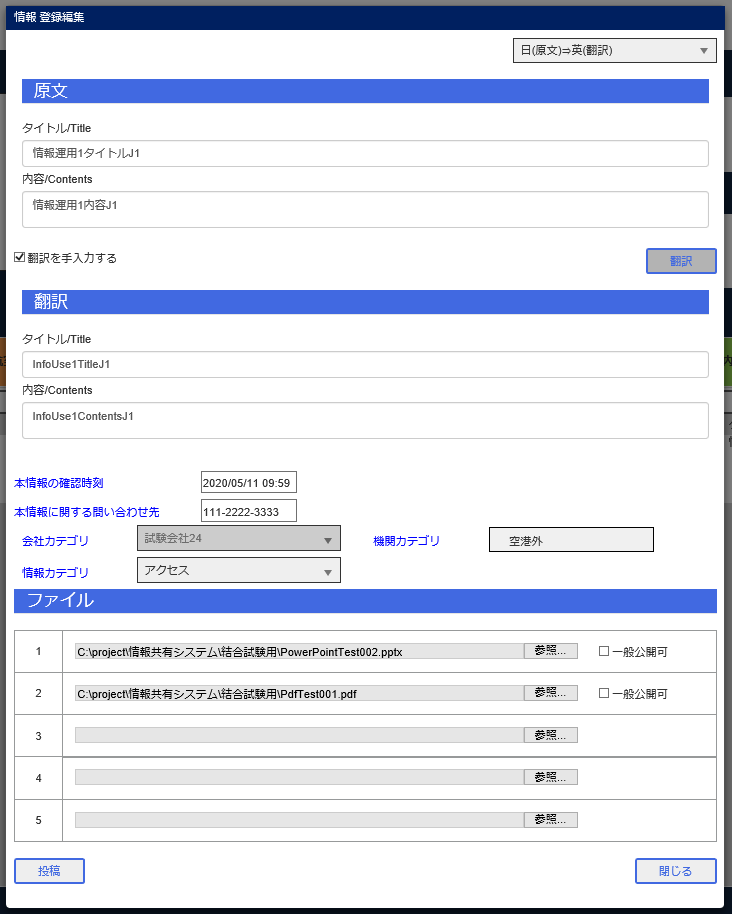 情報 登録編集
日(原文)⇒英(翻訳)
原文
タイトル/Title
情報運用1タイトルJ1
内容/Contents
情報運用1内容J1
翻訳を手入力する
翻訳
翻訳
タイトル/Title
InfoUse1TitleJ1
内容/Contents
InfoUse1ContentsJ1
本情報の確認時刻 2020/05/11 09:59
本情報に関する問い合わせ先 111-2222-3333
会社カテゴリ 試験会社24 機関カテゴリ 空港外
情報カテゴリ アクセス
ファイル
1 C:\project\情報共有システム\結合試験用\PowerPointTest002.pptx 参照... 一般公開可
2 C:\project\情報共有システム\結合試験用\PdfTest001.pdf 参照... 一般公開可
3 参照...
4 参照...
5 参照...
投稿 閉じる